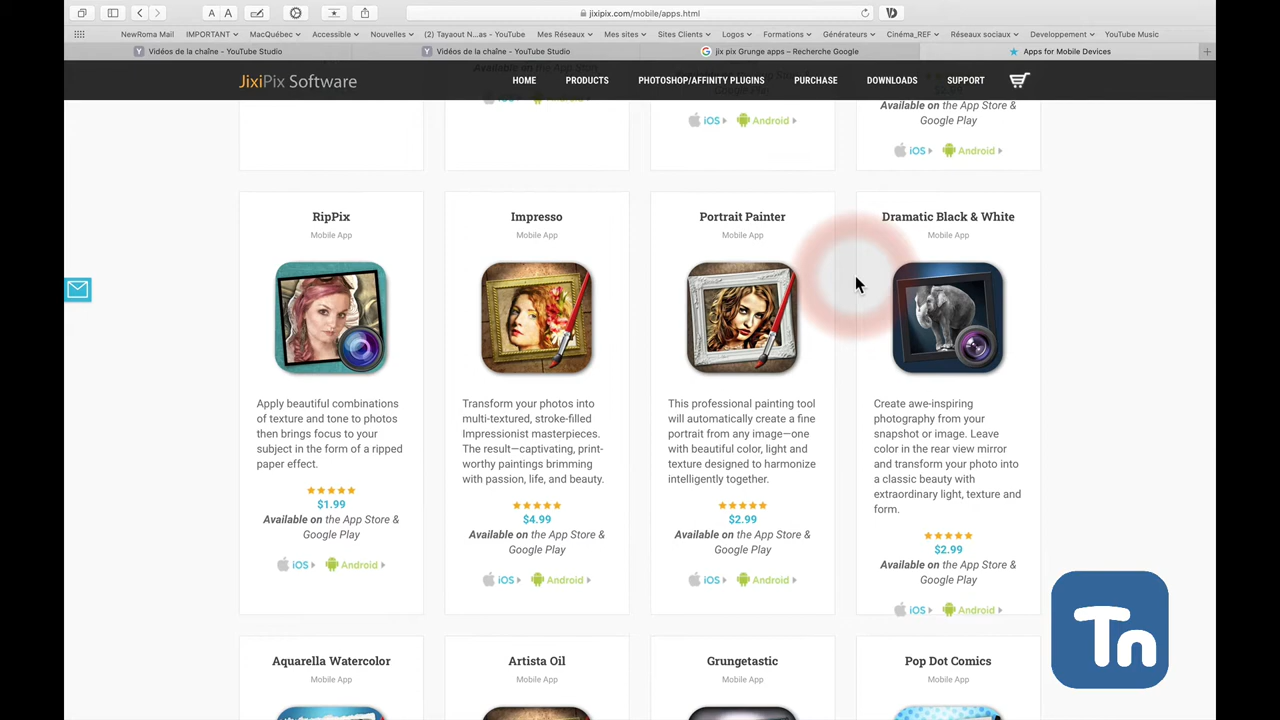 jixipix.com/mobile/apps.html
NewRoma Mail IMPORTANT MacQuébec Accessible Nouvelles (2) Tayaout N...as - Youtube Mes Réseaux Mes sites Sites Clients Logos Formations Générateurs Cinéma_REF Réseaux sociaux Developpement YouTube Music
Vidéos de la chaîne - YouTube Studio Vidéos de la chaîne - YouTube Studio jix pix Grunge apps – Recherche Google Apps for Mobile Devices
JixiPix Software HOME PRODUCTS PHOTOSHOP/AFFINITY PLUGINS PURCHASE DOWNLOADS SUPPORT
Available on the App Store &
Google Play
iOS Android
iOS Android
RipPix
Mobile App
Apply beautiful combinations
of texture and tone to photos
then brings focus to your
subject in the form of a ripped
paper effect.
$1.99
Available on the App Store &
Google Play
iOS Android
Impresso
Mobile App
Transform your photos into
multi-textured, stroke-filled
Impressionist masterpieces.
The result—captivating, print-
worthy paintings brimming
with passion, life, and beauty.
$4.99
Available on the App Store &
Google Play
iOS Android
Portrait Painter
Mobile App
This professional painting tool
will automatically create a fine
portrait from any image—one
with beautiful color, light and
texture designed to harmonize
intelligently together.
$2.99
Available on the App Store &
Google Play
iOS Android
Dramatic Black & White
Mobile App
Create awe-inspiring
photography from your
snapshot or image. Leave
color in the rear view mirror
and transform your photo into
a classic beauty with
extraordinary light, texture and
form.
$2.99
Available on the App Store &
Google Play
iOS Android
Aquarella Watercolor
Mobile App
Artista Oil
Mobile App
Grungetastic
Mobile App
Pop Dot Comics
Mobile App
Tn